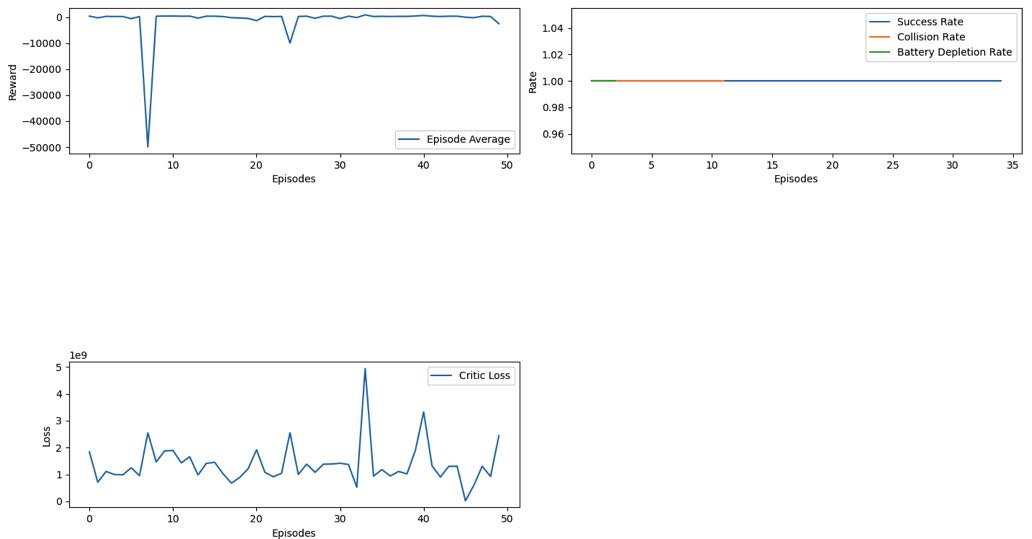 0
−10000
−20000
−30000
−40000
−50000
Reward
0 10 20 30 40 50
Episodes
Episode Average
1.04
1.02
1.00
0.98
0.96
Rate
0 5 10 15 20 25 30 35
Episodes
Success Rate
Collision Rate
Battery Depletion Rate
1e9
5
4
3
2
1
0
Loss
0 10 20 30 40 50
Episodes
Critic Loss